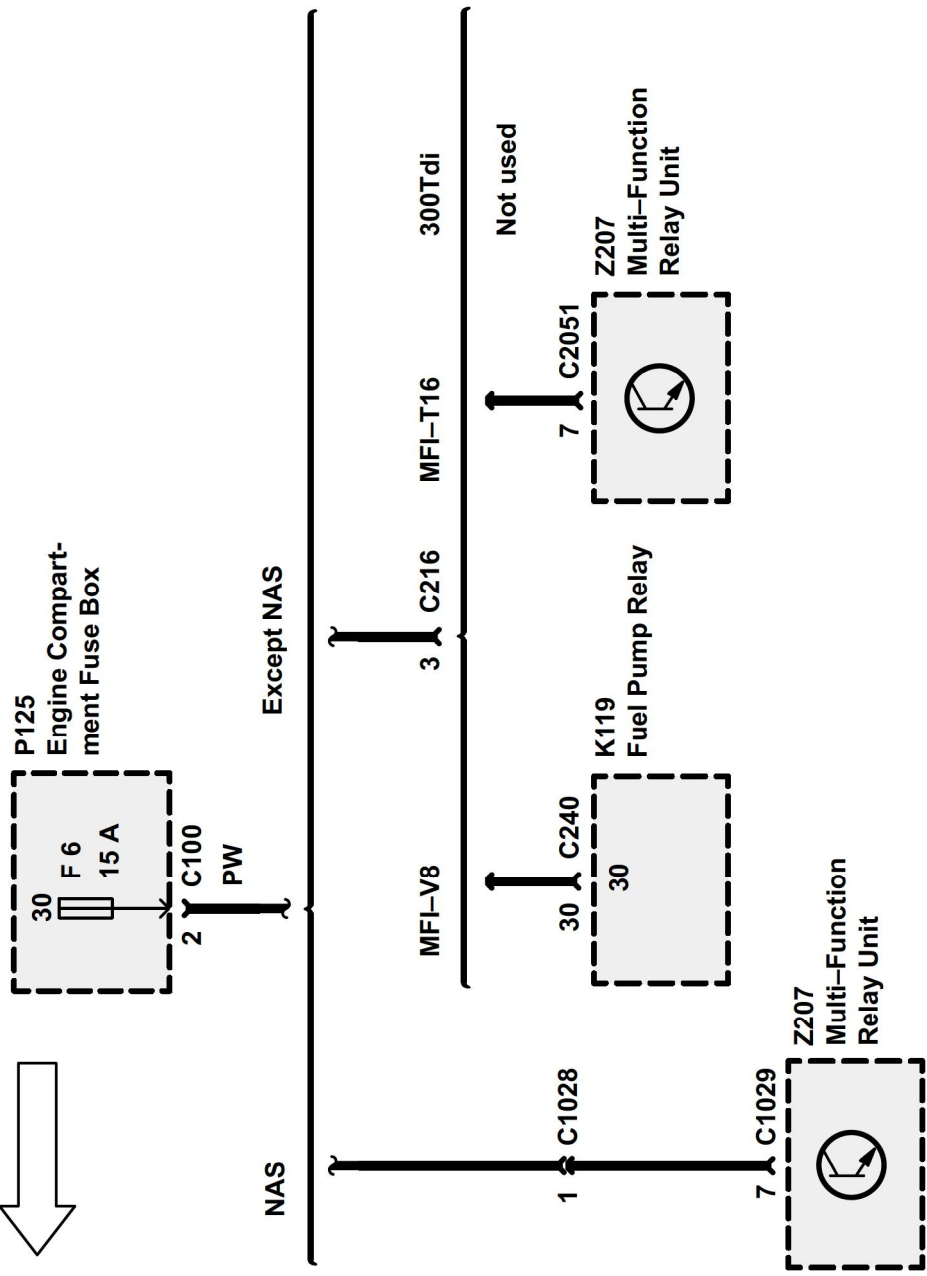 P125
Engine Compart-
ment Fuse Box
30
F 6
15 A
2
C100
PW
NAS
Except NAS
3
C216
MFI–V8
MFI–T16
300Tdi
Not used
30
C240
30
K119
Fuel Pump Relay
7
C2051
Z207
Multi–Function
Relay Unit
1
C1028
7
C1029
Z207
Multi–Function
Relay Unit